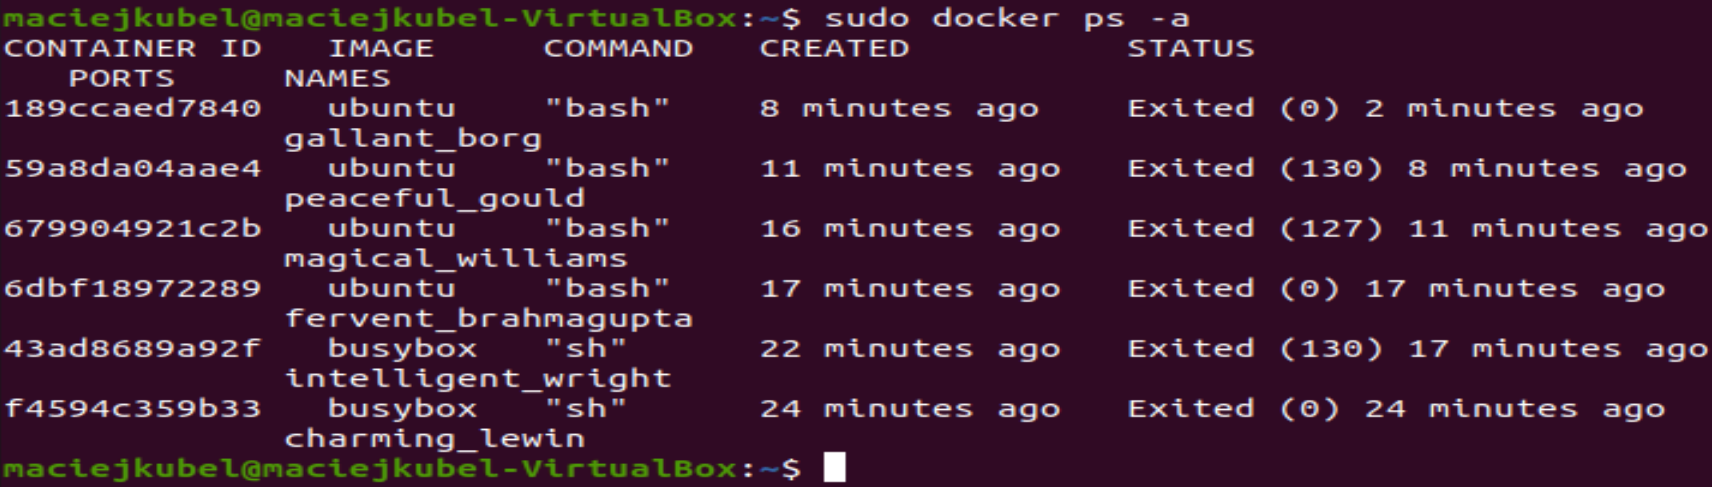 maciejkubel@maciejkubel-VirtualBox:~$ sudo docker ps -a
CONTAINER ID   IMAGE     COMMAND   CREATED          STATUS
   PORTS     NAMES
189ccaed7840   ubuntu    "bash"    8 minutes ago    Exited (0) 2 minutes ago
             gallant_borg
59a8da04aae4   ubuntu    "bash"    11 minutes ago   Exited (130) 8 minutes ago
             peaceful_gould
679904921c2b   ubuntu    "bash"    16 minutes ago   Exited (127) 11 minutes ago
             magical_williams
6dbf18972289   ubuntu    "bash"    17 minutes ago   Exited (0) 17 minutes ago
             fervent_brahmagupta
43ad8689a92f   busybox   "sh"      22 minutes ago   Exited (130) 17 minutes ago
             intelligent_wright
f4594c359b33   busybox   "sh"      24 minutes ago   Exited (0) 24 minutes ago
             charming_lewin
maciejkubel@maciejkubel-VirtualBox:~$